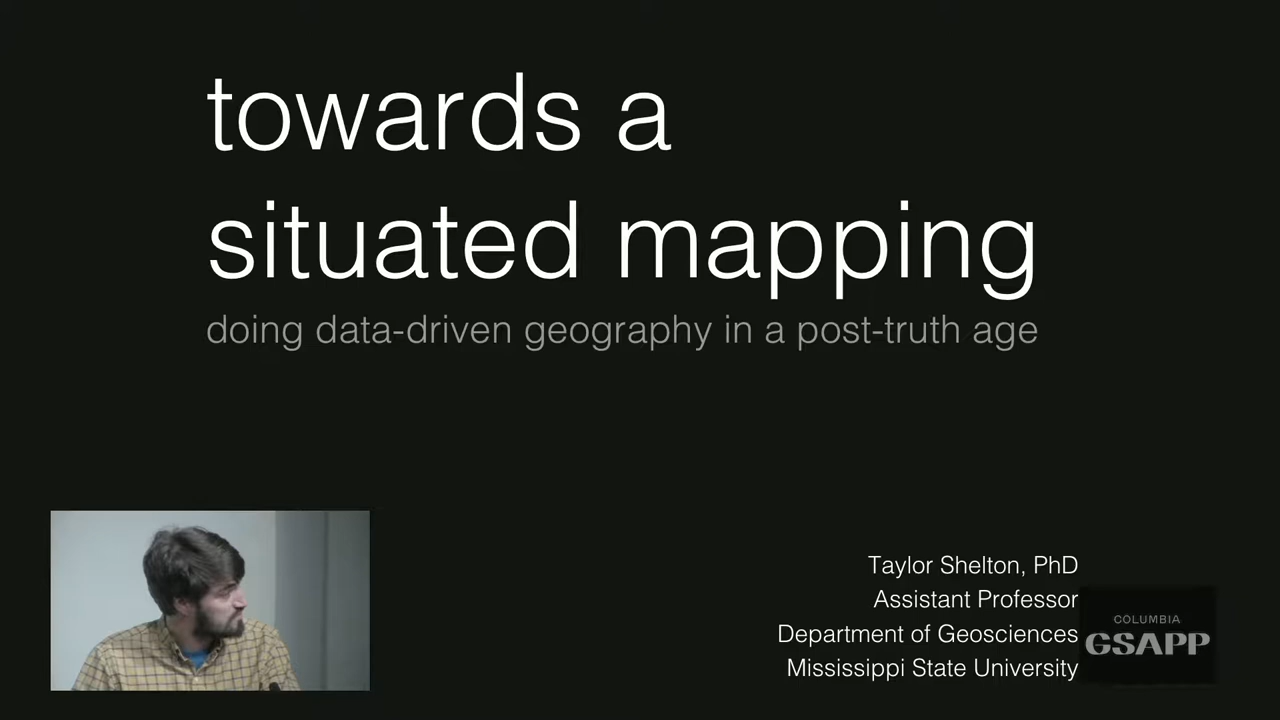 towards a
situated mapping
doing data-driven geography in a post-truth age
Taylor Shelton, PhD
Assistant Professor
Department of Geosciences
Mississippi State University
COLUMBIA
GSAPP